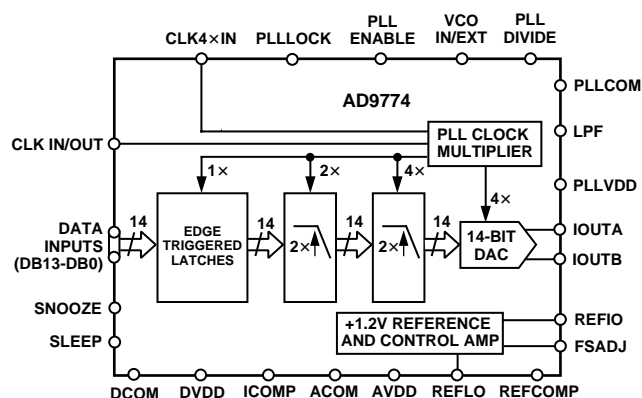 CLK4×IN
PLLLOCK
PLL
ENABLE
VCO
IN/EXT
PLL
DIVIDE
AD9774
PLLCOM
CLK IN/OUT
PLL CLOCK
MULTIPLIER
LPF
1×
2×
4×
4×
PLLVDD
DATA
INPUTS
(DB13-DB0)
14
EDGE
TRIGGERED
LATCHES
14
2×
14
2×
14
14-BIT
DAC
IOUTA
IOUTB
SNOOZE
SLEEP
+1.2V REFERENCE
AND CONTROL AMP
REFIO
FSADJ
DCOM
DVDD
ICOMP
ACOM
AVDD
REFLO
REFCOMP